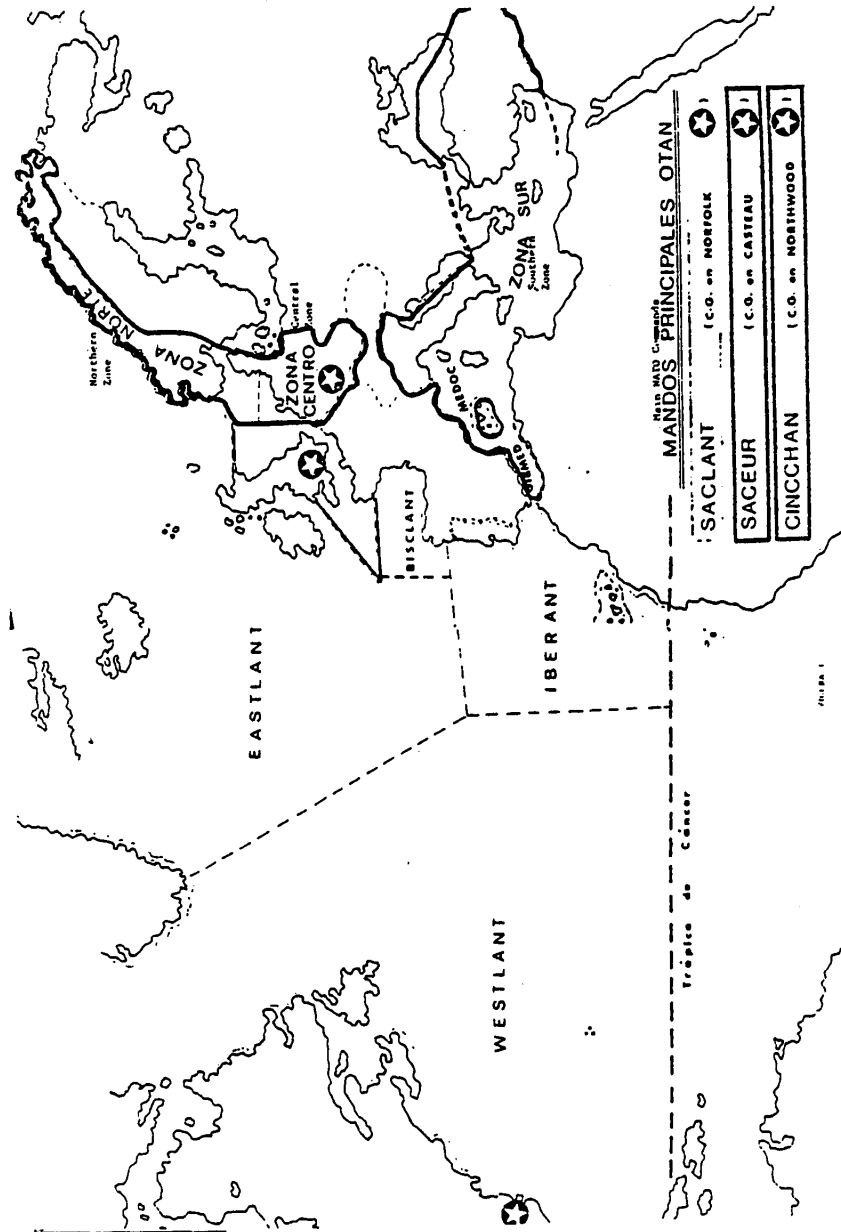 Northern
Zone
ZONA NORTE
Central
Zone
ZONA
CENTRO
EASTLANT
BISCLANT
IBERANT
MEDOC
ZONA SUR
Southern
Zone
WESTLANT
Trópico de Cáncer
Main NATO Commands
MANDOS PRINCIPALES OTAN
SACLANT (C.G. en NORFOLK )
SACEUR (C.G. en CASTEAU )
CINCCHAN (C.G. en NORTHWOOD )